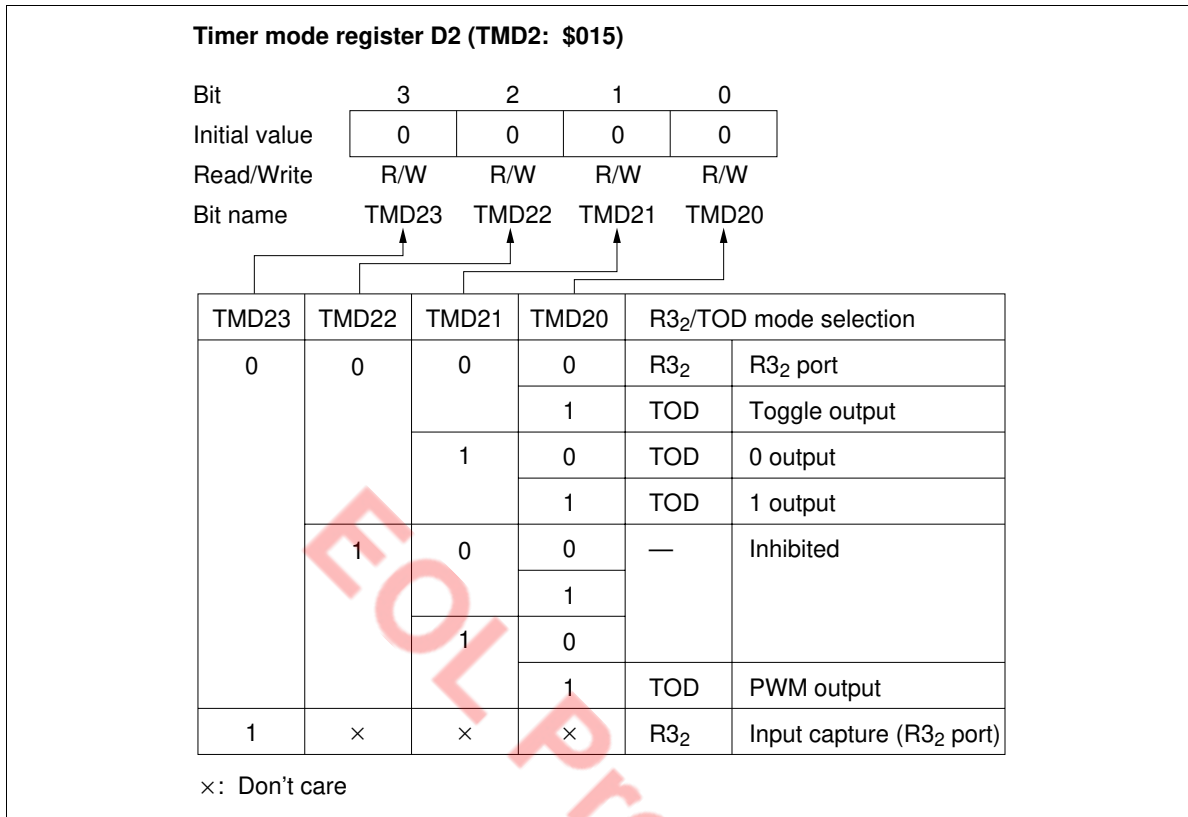 Timer mode register D2 (TMD2: $015)
Bit 3 2 1 0
Initial value 0 0 0 0
Read/Write R/W R/W R/W R/W
Bit name TMD23 TMD22 TMD21 TMD20
TMD23 TMD22 TMD21 TMD20 R3₂/TOD mode selection
0 0 0 0 R3₂ R3₂ port
1 TOD Toggle output
1 0 TOD 0 output
1 TOD 1 output
1 0 0 — Inhibited
1
1 0
1 TOD PWM output
1 × × × R3₂ Input capture (R3₂ port)
×: Don't care
EOL